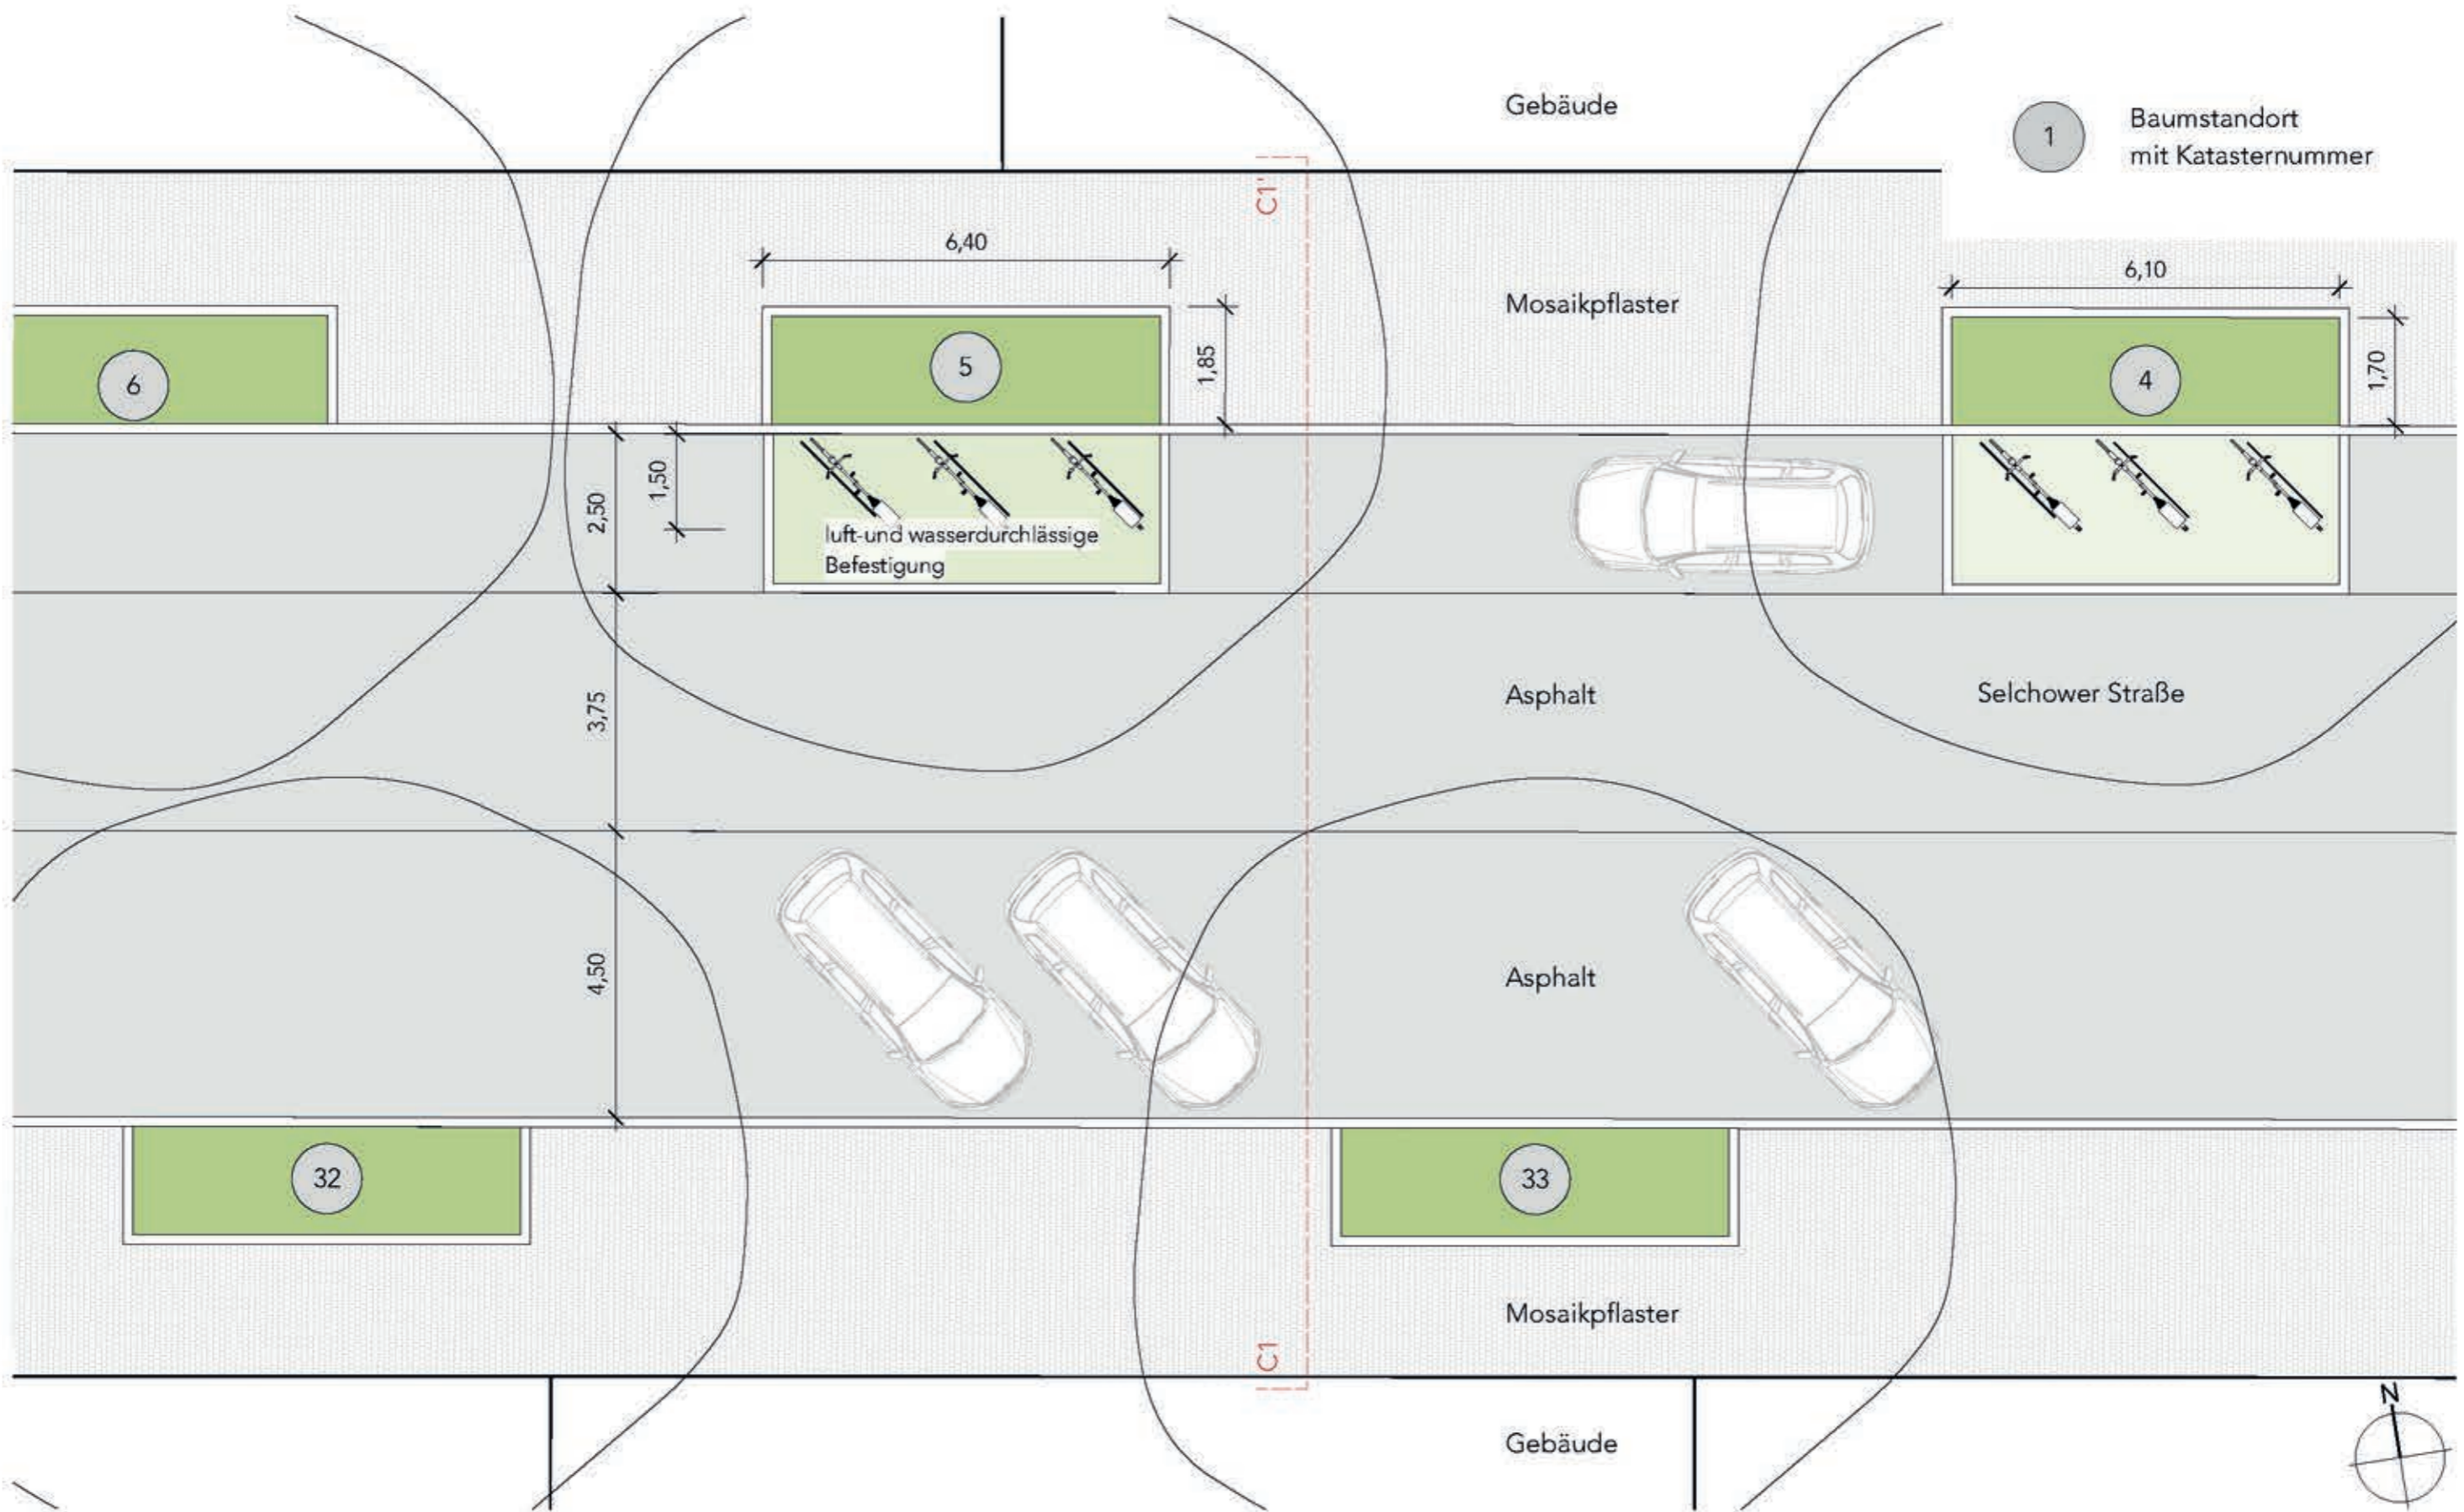 Gebäude
1
Baumstandort
mit Katasternummer
C1'
6,40
6,10
Mosaikpflaster
1,85
1,70
6
5
4
2,50
1,50
luft-und wasserdurchlässige
Befestigung
3,75
Asphalt
Selchower Straße
4,50
Asphalt
32
33
Mosaikpflaster
C1
Gebäude
N